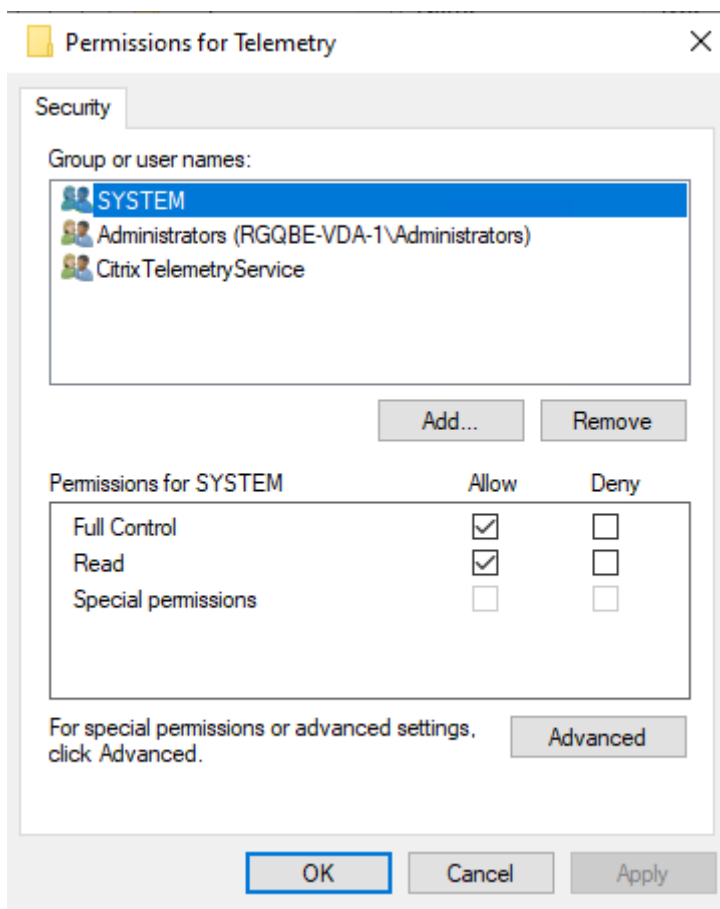 Permissions for Telemetry
Security
Group or user names:
SYSTEM
Administrators (RGQBE-VDA-1\Administrators)
CitrixTelemetryService
Add... Remove
Permissions for SYSTEM Allow Deny
Full Control
Read
Special permissions
For special permissions or advanced settings,
click Advanced.
Advanced
OK Cancel Apply